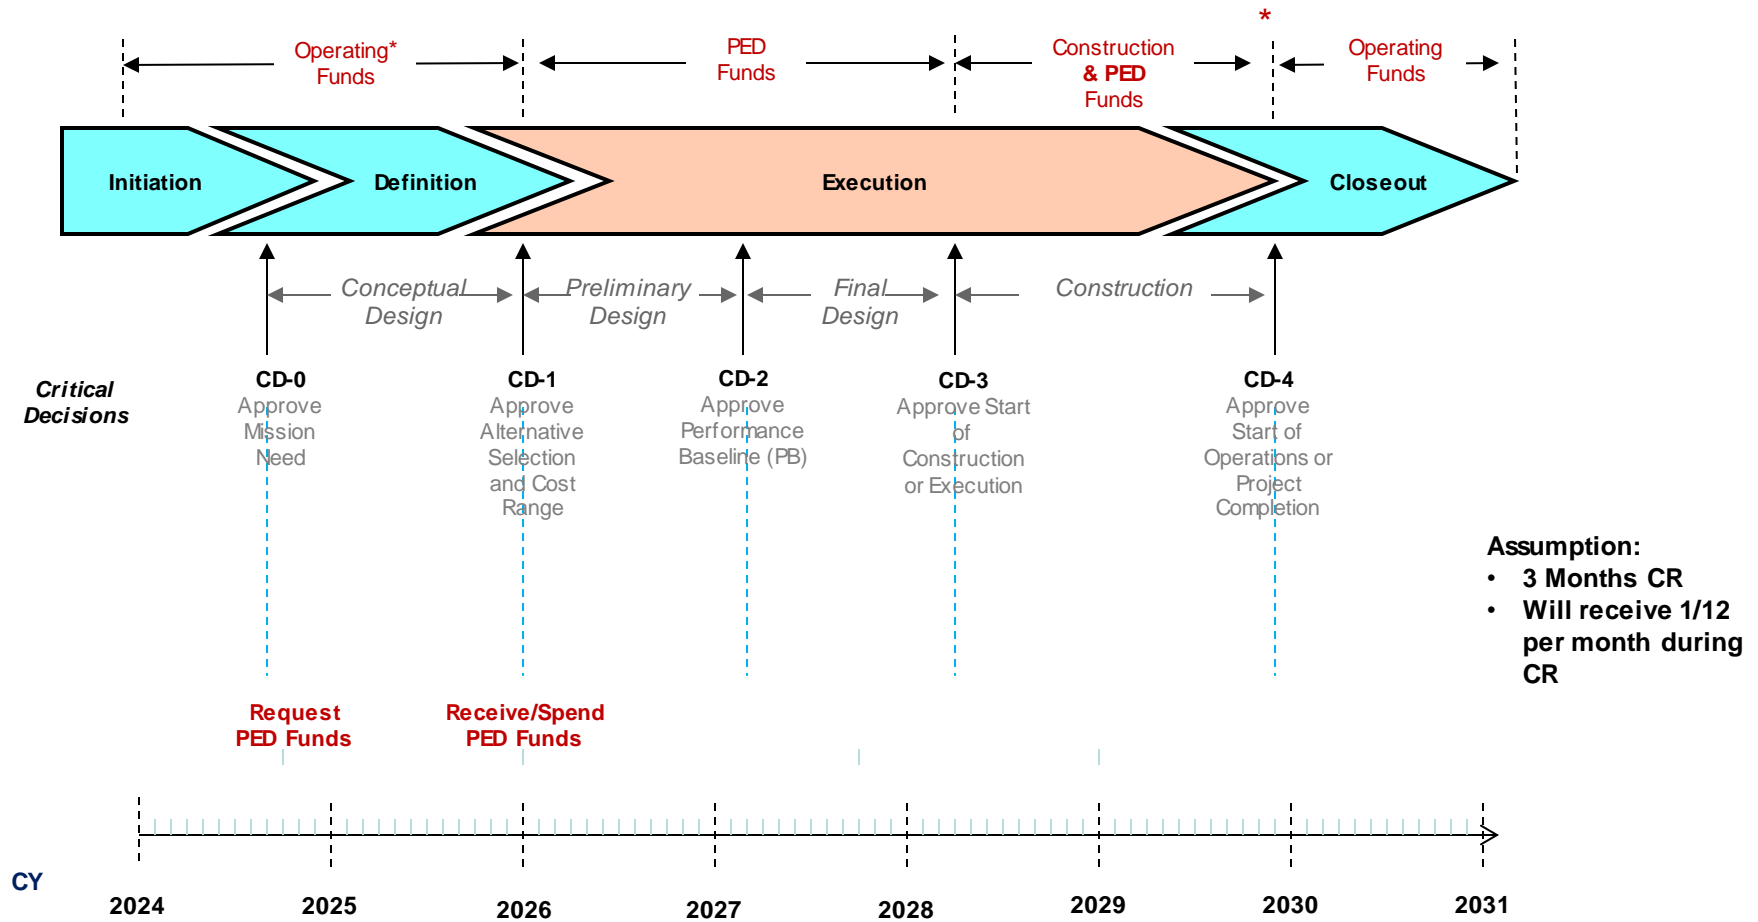 *
Operating*
Funds
PED
Funds
Construction
& PED
Funds
Operating
Funds
Initiation
Definition
Execution
Closeout
Conceptual
Design
Preliminary
Design
Final
Design
Construction
Critical
Decisions
CD-0
Approve
Mission
Need
CD-1
Approve
Alternative
Selection
and Cost
Range
CD-2
Approve
Performance
Baseline (PB)
CD-3
Approve Start
of
Construction
or Execution
CD-4
Approve
Start of
Operations or
Project
Completion
Assumption:
• 3 Months CR
• Will receive 1/12
per month during
CR
Request
PED Funds
Receive/Spend
PED Funds
CY
2024
2025
2026
2027
2028
2029
2030
2031